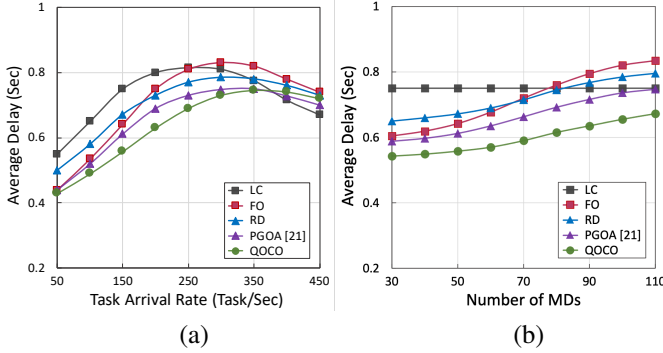 1
0.8
0.6
0.4
0.2
Average Delay (Sec)
50 150 250 350 450
Task Arrival Rate (Task/Sec)
LC
FO
RD
PGOA [21]
QOCO
(a)
1
0.8
0.6
0.4
0.2
Average Delay (Sec)
30 50 70 90 110
Number of MDs
LC
FO
RD
PGOA [21]
QOCO
(b)